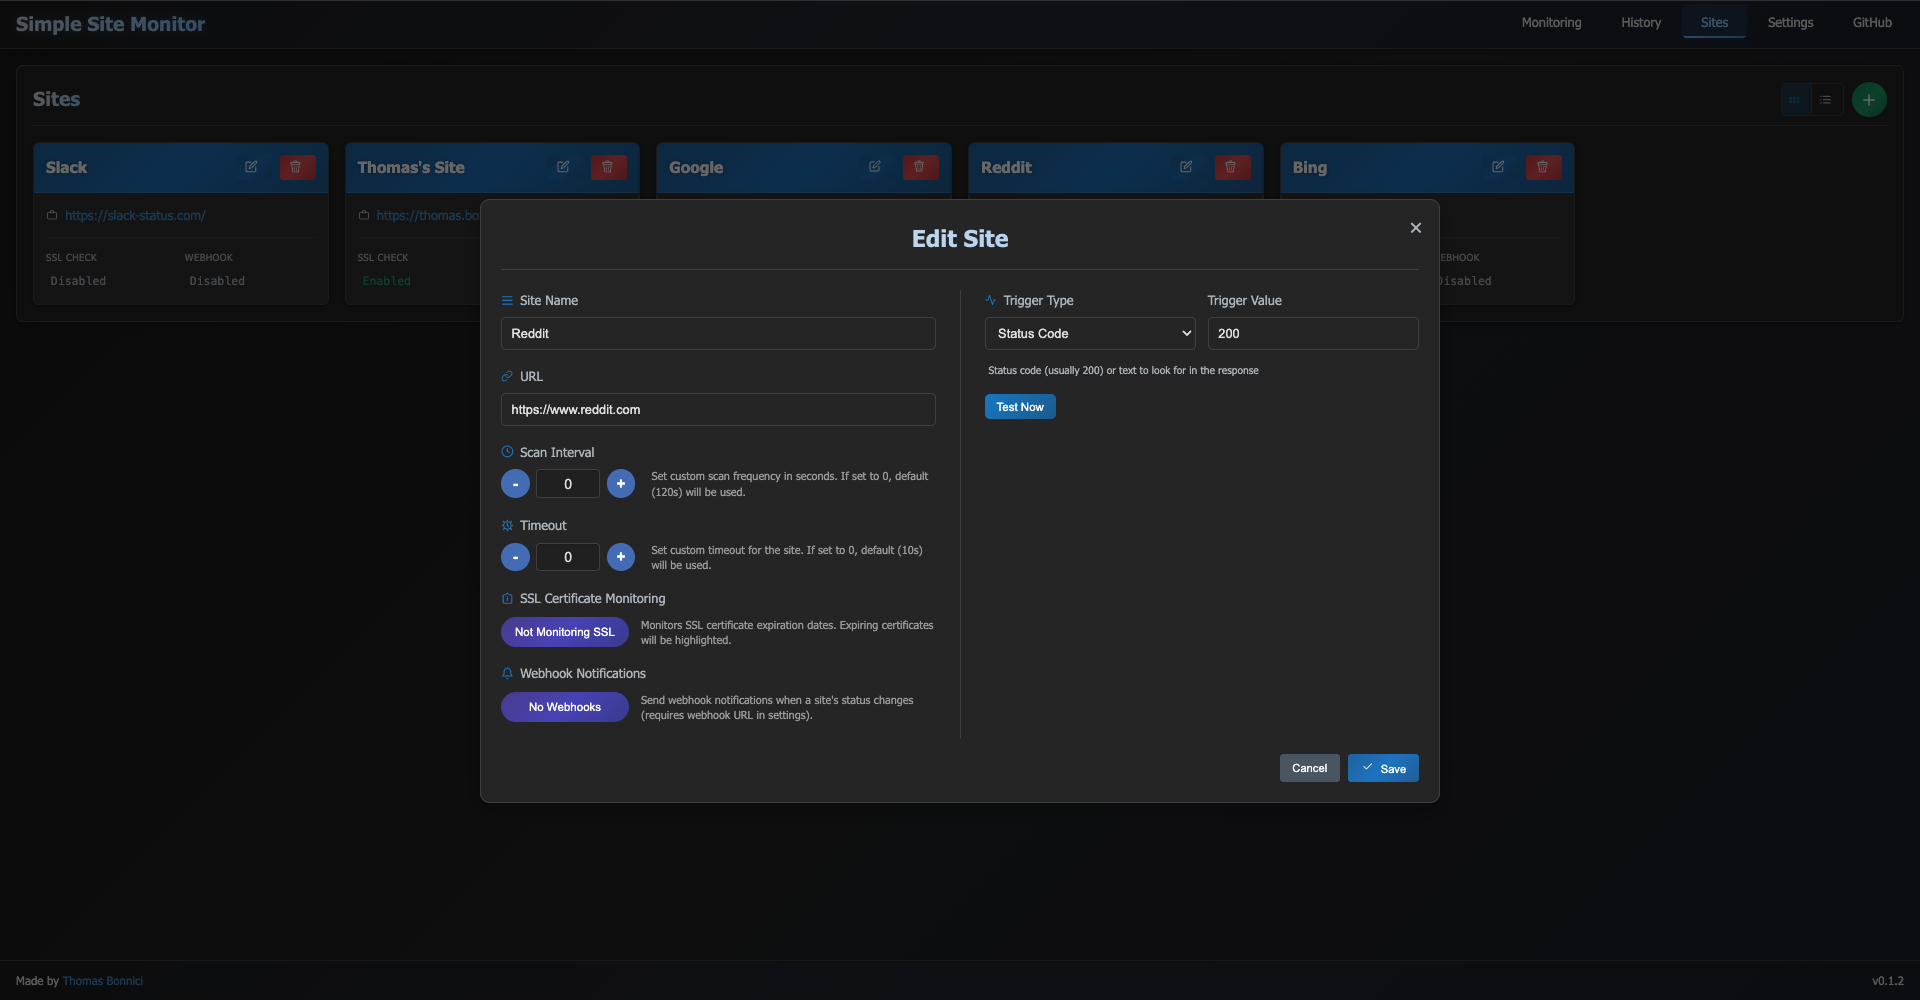 Simple Site Monitor
Monitoring
History
Sites
Settings
GitHub
Sites
Slack
Thomas's Site
Google
Reddit
Bing
https://slack-status.com/
https://thomas.bo
SSL CHECK
WEBHOOK
SSL CHECK
EBHOOK
Disabled
Disabled
Enabled
Disabled
Edit Site
Site Name
Reddit
URL
https://www.reddit.com
Scan Interval
-
0
+
Set custom scan frequency in seconds. If set to 0, default
(120s) will be used.
Timeout
-
0
+
Set custom timeout for the site. If set to 0, default (10s)
will be used.
SSL Certificate Monitoring
Not Monitoring SSL
Monitors SSL certificate expiration dates. Expiring certificates
will be highlighted.
Webhook Notifications
No Webhooks
Send webhook notifications when a site's status changes
(requires webhook URL in settings).
Trigger Type
Trigger Value
Status Code
200
Status code (usually 200) or text to look for in the response
Test Now
Cancel
Save
Made by Thomas Bonnici
v0.1.2